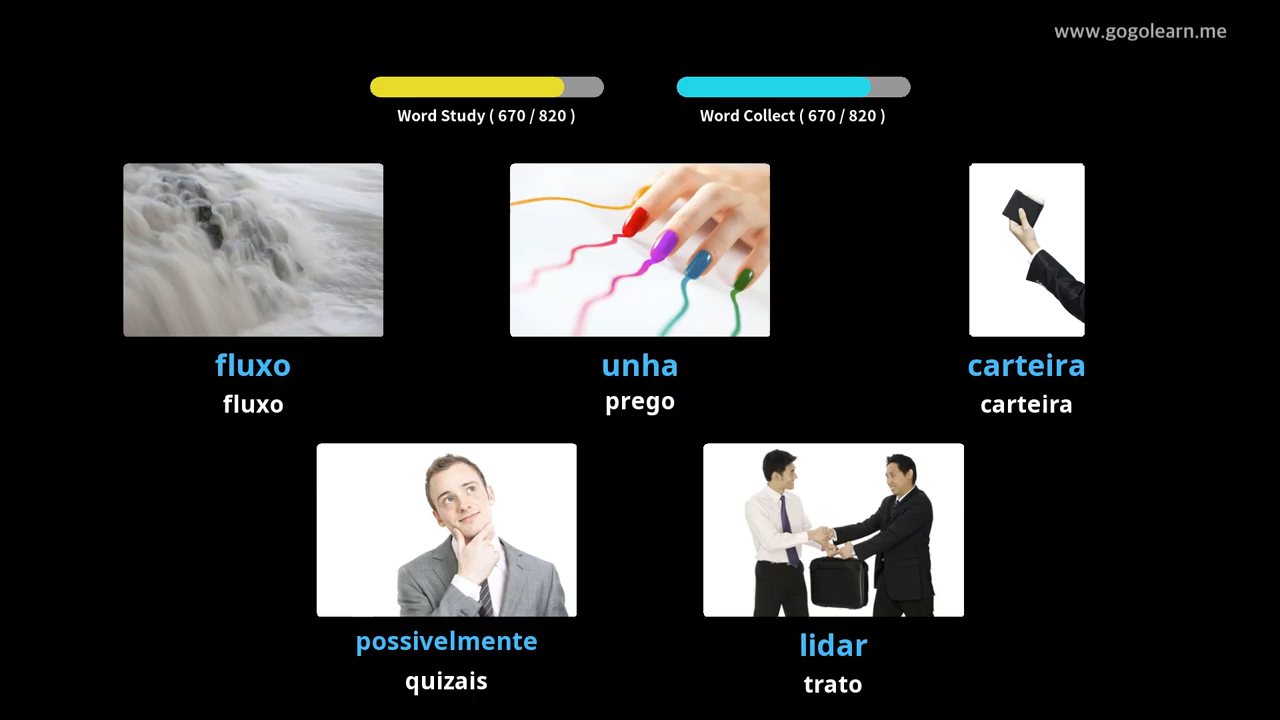 www.gogolearn.me
Word Study ( 670 / 820 )
Word Collect ( 670 / 820 )
fluxo
fluxo
unha
prego
carteira
carteira
possivelmente
quizais
lidar
trato